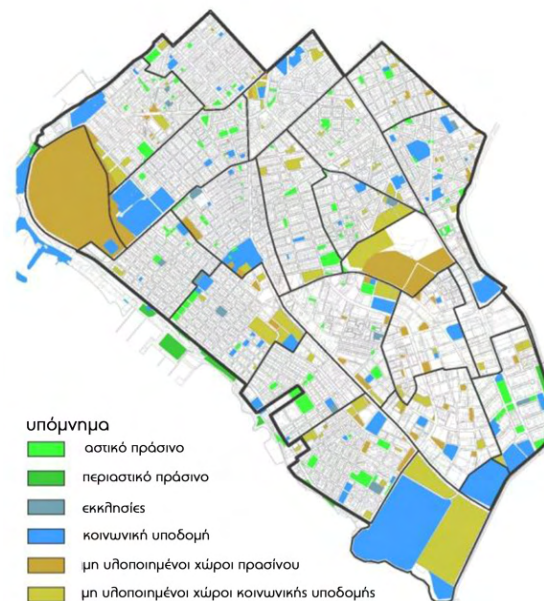 υπόμνημα
αστικό πράσινο
περιαστικό πράσινο
εκκλησίες
κοινωνική υποδομή
μη υλοποιημένοι χώροι πρασίνου
μη υλοποιημένοι χώροι κοινωνικής υποδομής